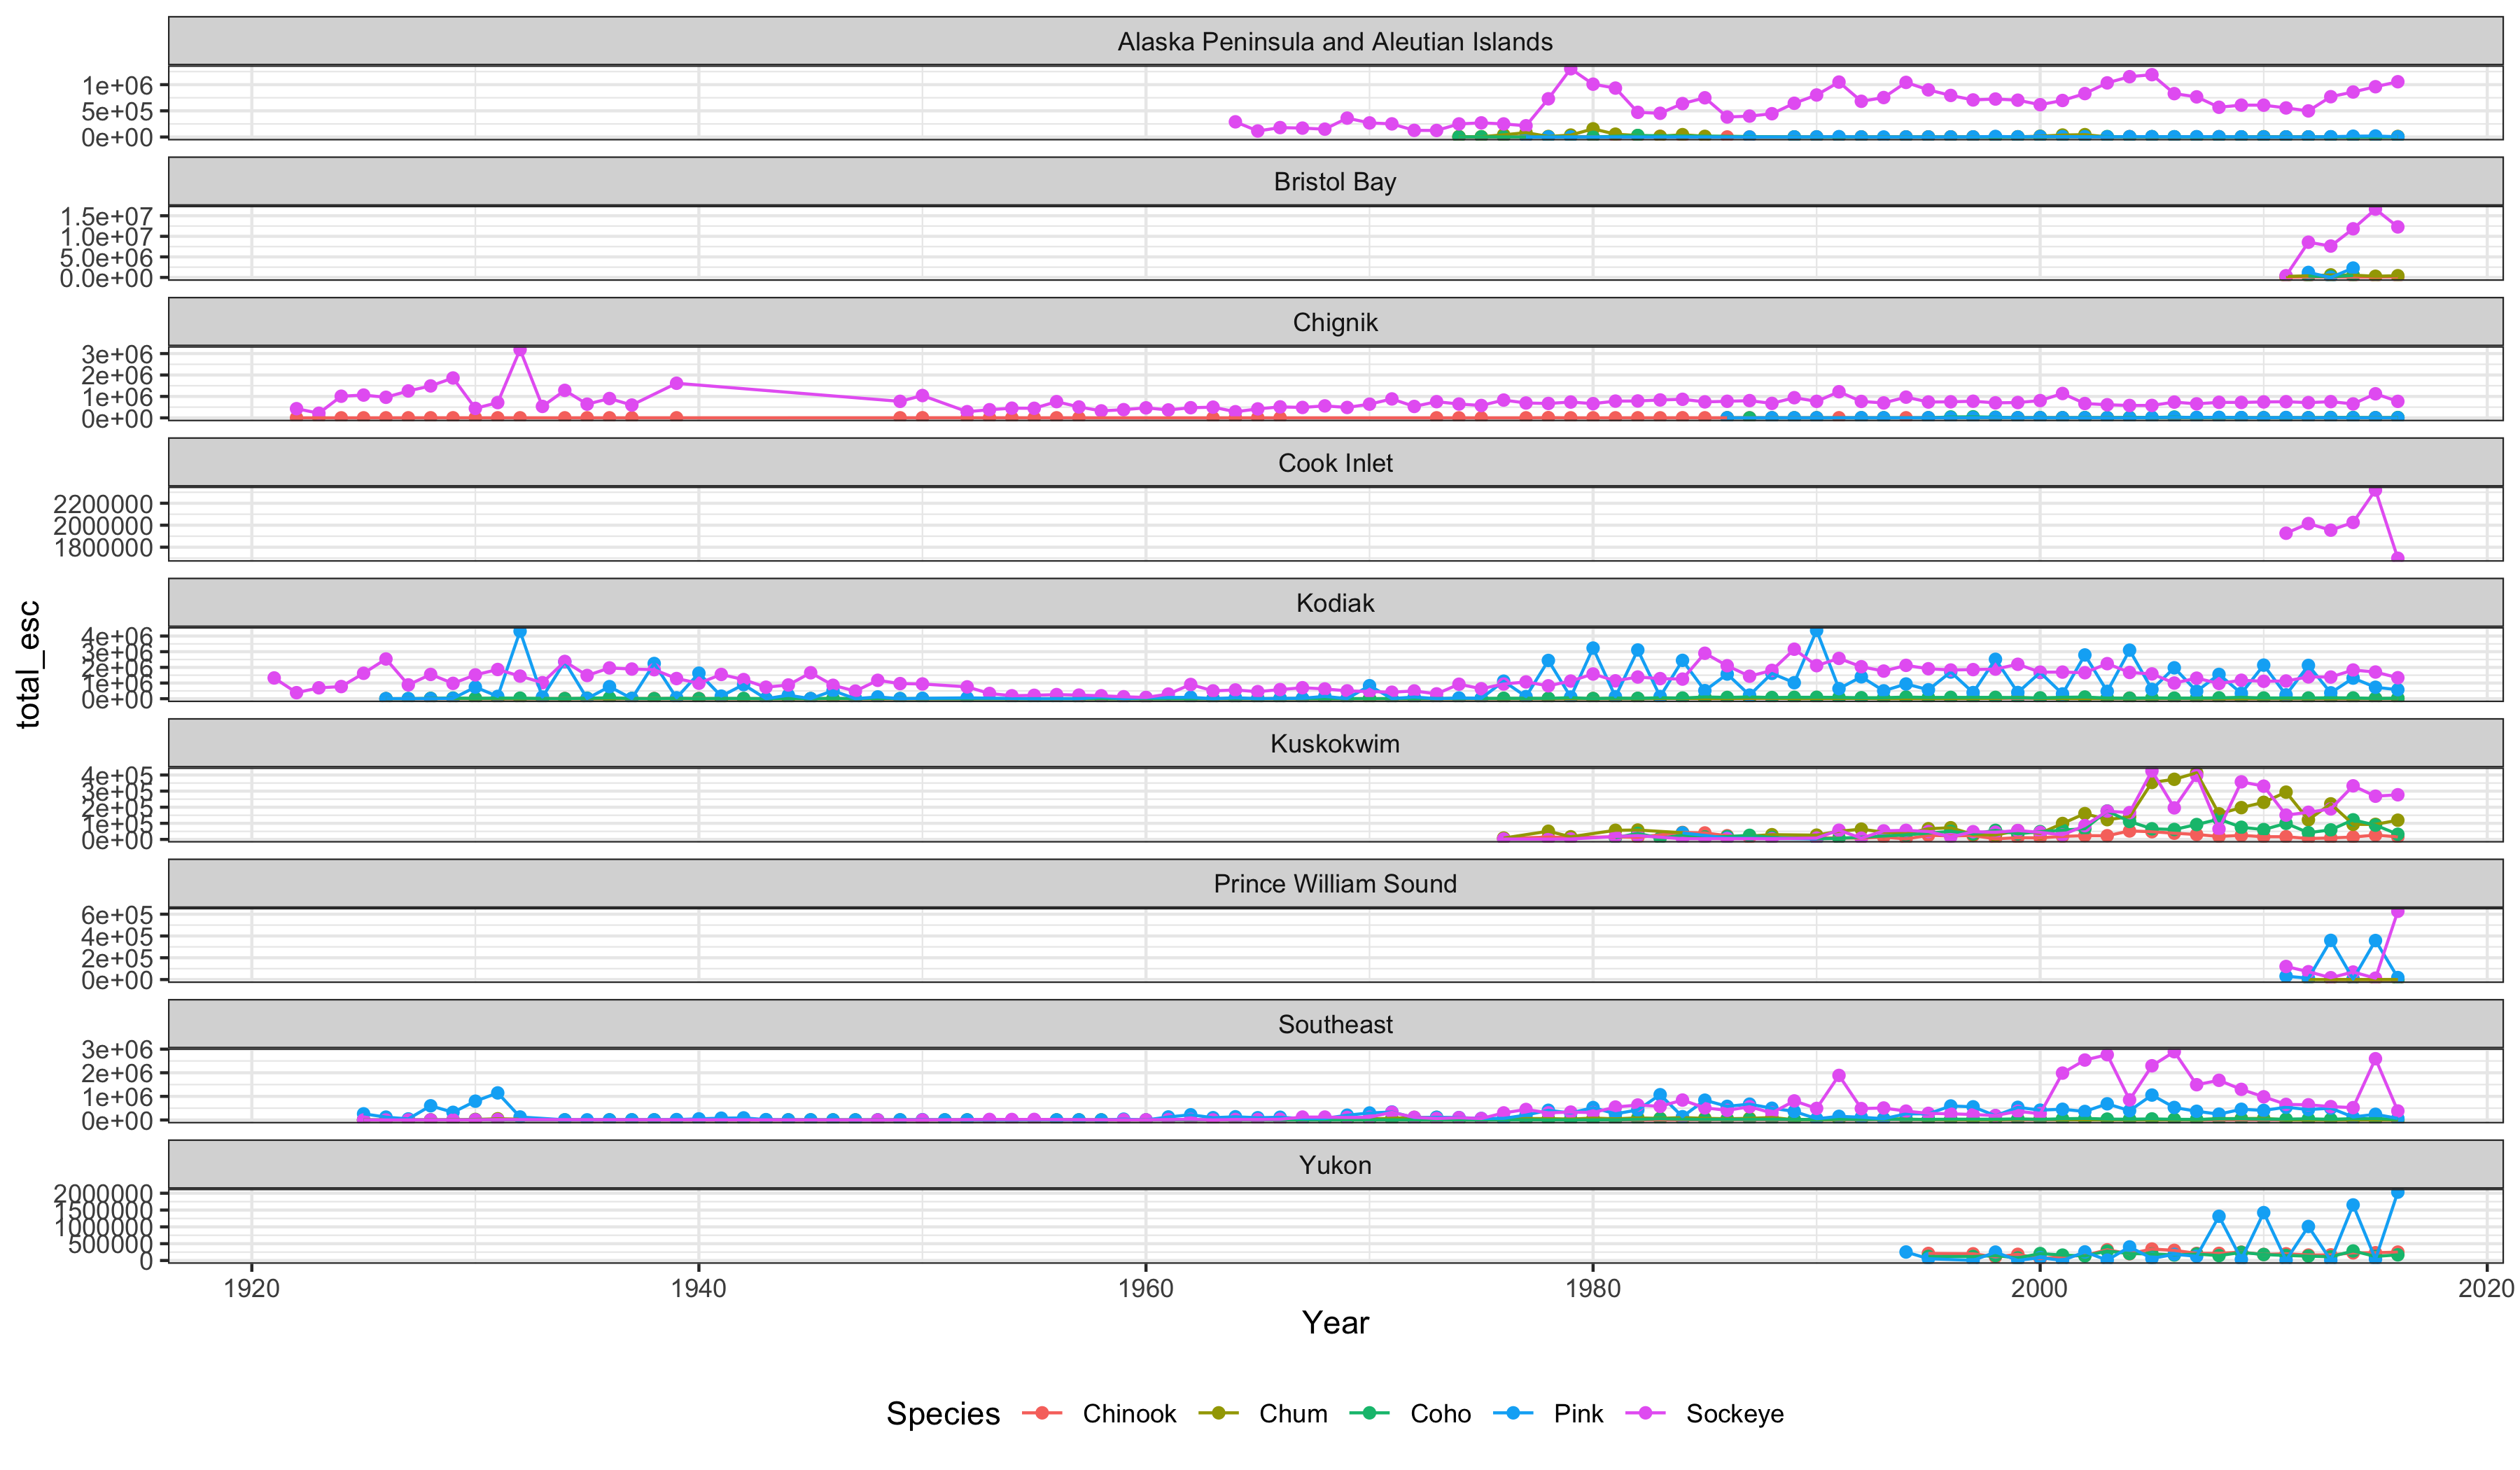 Alaska Peninsula and Aleutian Islands
1e+06
5e+05
0e+00
Bristol Bay
1.5e+07
1.0e+07
5.0e+06
0.0e+00
Chignik
3e+06
2e+06
1e+06
0e+00
Cook Inlet
2200000
2000000
1800000
Kodiak
4e+06
3e+06
2e+06
1e+06
0e+00
total_esc
Kuskokwim
4e+05
3e+05
2e+05
1e+05
0e+00
Prince William Sound
6e+05
4e+05
2e+05
0e+00
Southeast
3e+06
2e+06
1e+06
0e+00
Yukon
2000000
1500000
1000000
500000
0
1920 1940 1960 1980 2000 2020
Year
Species Chinook Chum Coho Pink Sockeye